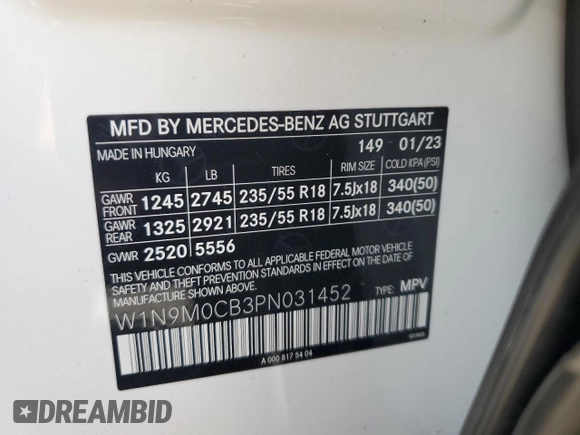 MFD BY MERCEDES-BENZ AG STUTTGART
MADE IN HUNGARY 149 01/23
KG LB TIRES RIM SIZE COLD KPA (PSI)
GAWR FRONT 1245 2745 235/55 R18 7.5Jx18 340(50)
GAWR REAR 1325 2921 235/55 R18 7.5Jx18 340(50)
GVWR 2520 5556
THIS VEHICLE CONFORMS TO ALL APPLICABLE FEDERAL MOTOR VEHICLE
SAFETY AND THEFT PREVENTION STANDARDS IN EFFECT ON THE DATE OF
MANUFACTURE SHOWN ABOVE.
W1N9M0CB3PN031452 TYPE: MPV
A 000 817 54 04
DREAMBID